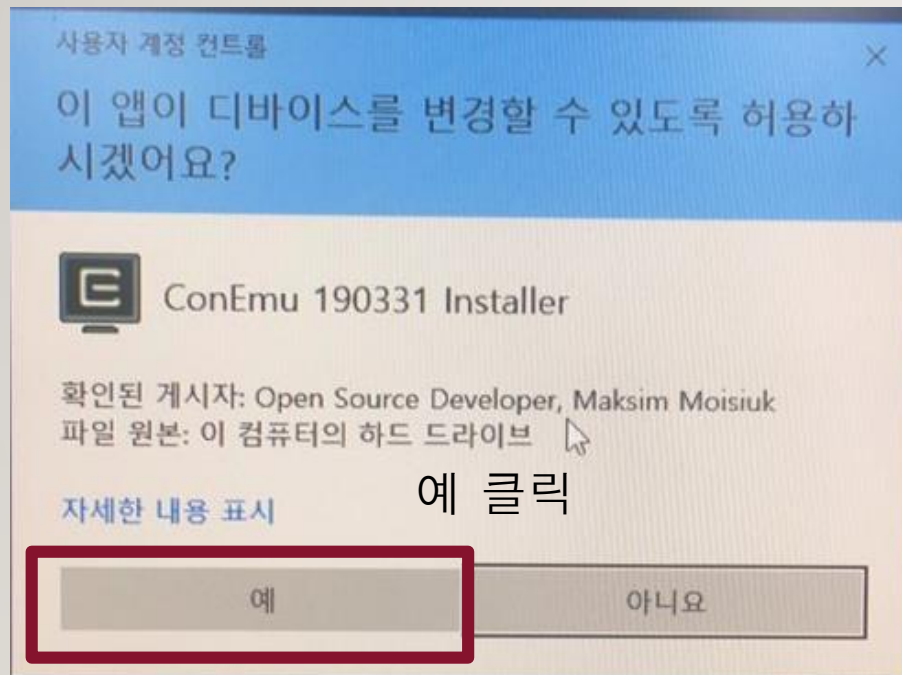 사용자 계정 컨트롤
이 앱이 디바이스를 변경할 수 있도록 허용하
시겠어요?
ConEmu 190331 Installer
확인된 게시자: Open Source Developer, Maksim Moisiuk
파일 원본: 이 컴퓨터의 하드 드라이브
예 클릭
자세한 내용 표시
예
아니요